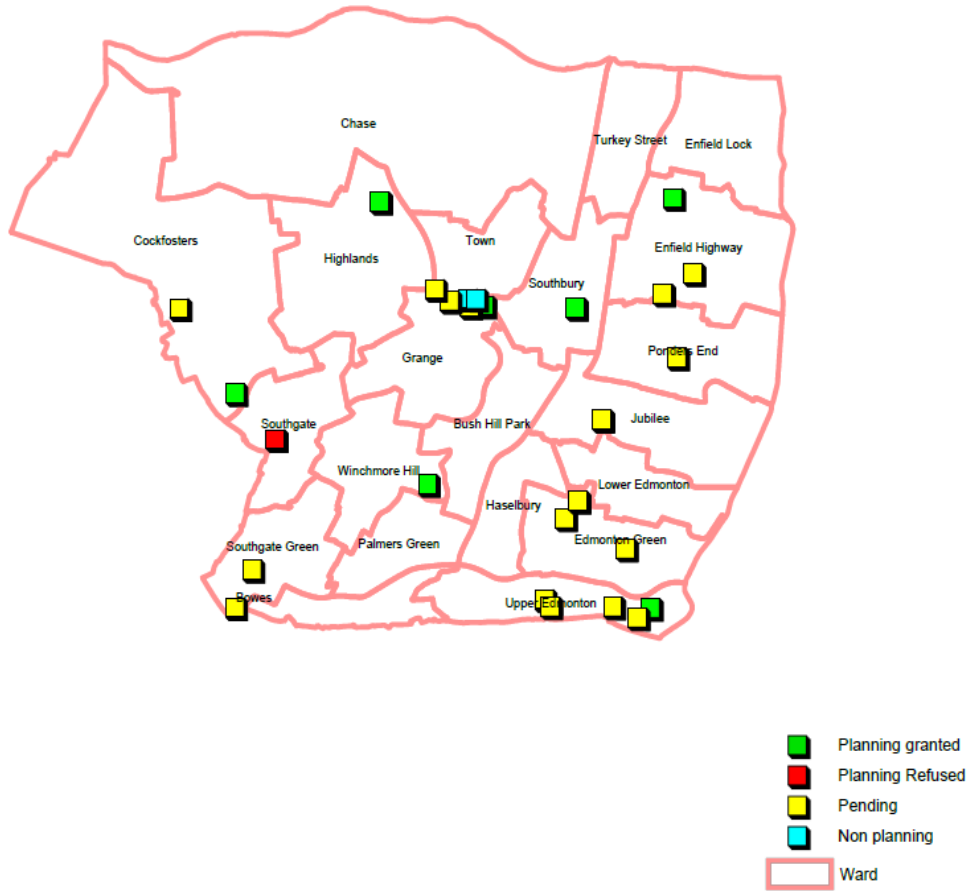 Chase
Turkey Street
Enfield Lock
Cockfosters
Town
Enfield Highway
Highlands
Southbury
Ponders End
Grange
Southgate
Bush Hill Park
Jubilee
Winchmore Hill
Lower Edmonton
Haselbury
Edmonton Green
Southgate Green
Palmers Green
Bowes
Upper Edmonton
Planning granted
Planning Refused
Pending
Non planning
Ward